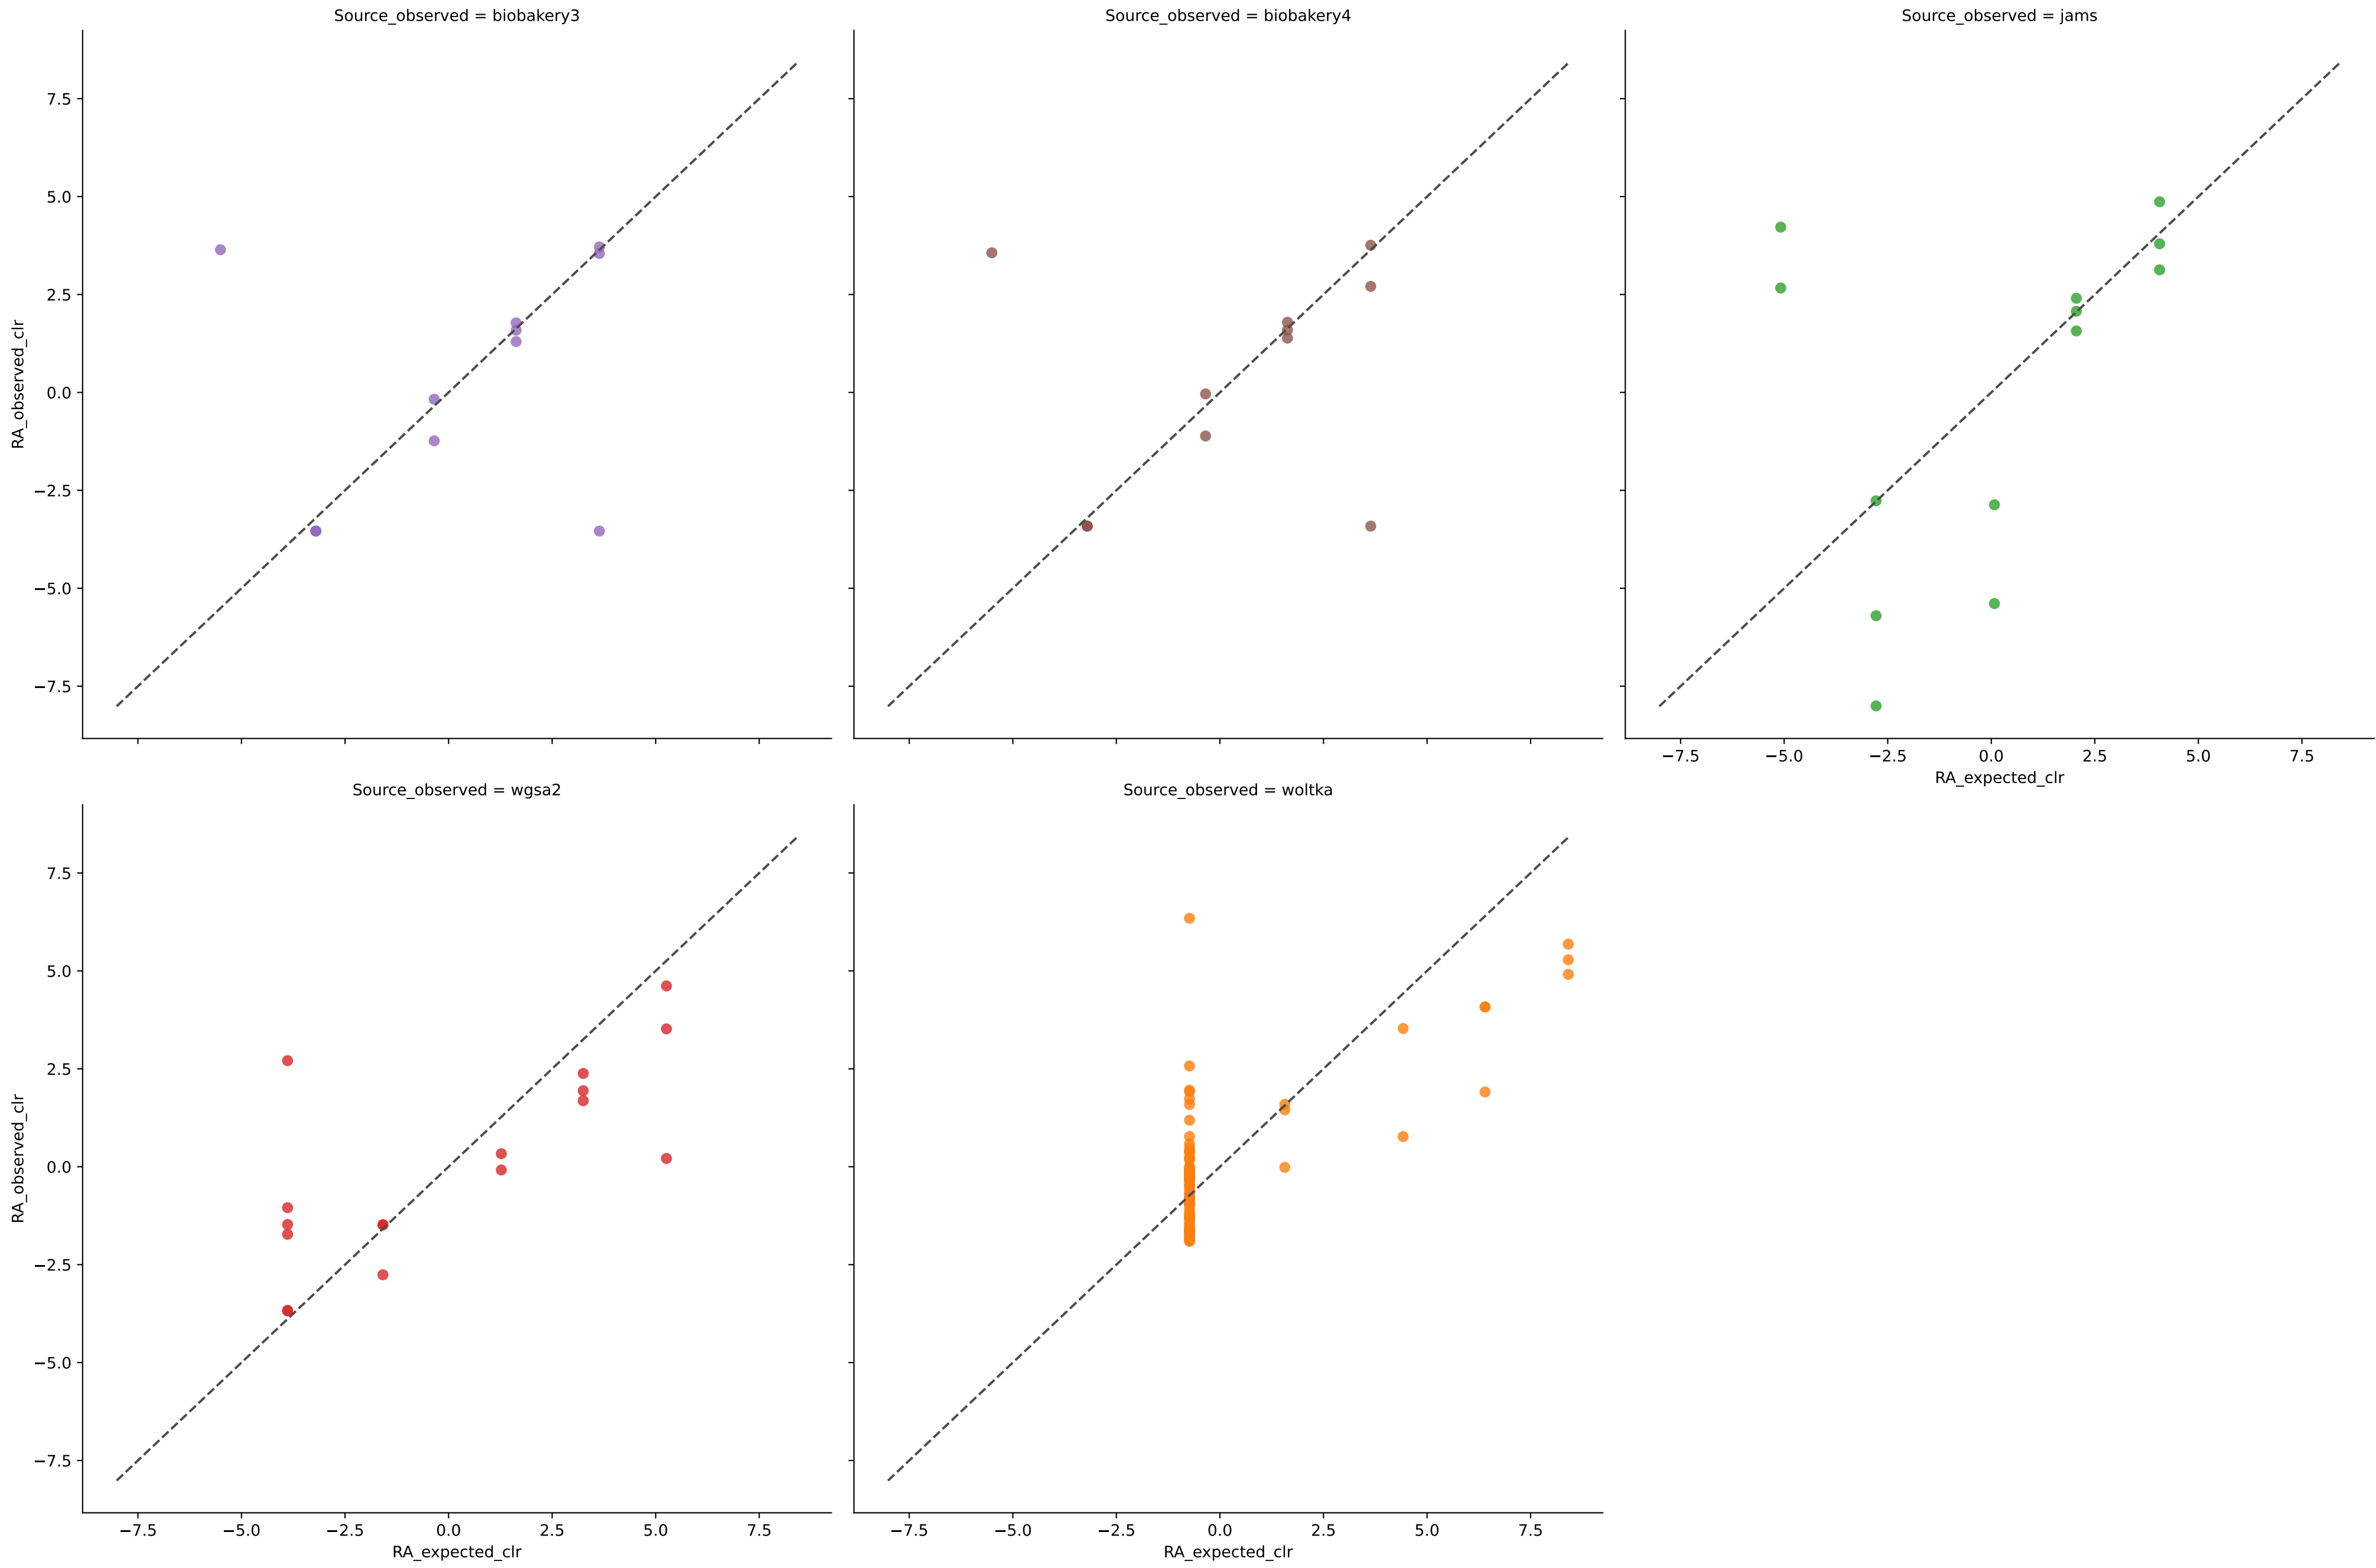 Source_observed = biobakery3
Source_observed = biobakery4
Source_observed = jams
RA_observed_clr
7.5
5.0
2.5
0.0
−2.5
−5.0
−7.5
−7.5 −5.0 −2.5 0.0 2.5 5.0 7.5
RA_expected_clr
Source_observed = wgsa2
Source_observed = woltka
RA_observed_clr
7.5
5.0
2.5
0.0
−2.5
−5.0
−7.5
−7.5 −5.0 −2.5 0.0 2.5 5.0 7.5
RA_expected_clr
−7.5 −5.0 −2.5 0.0 2.5 5.0 7.5
RA_expected_clr